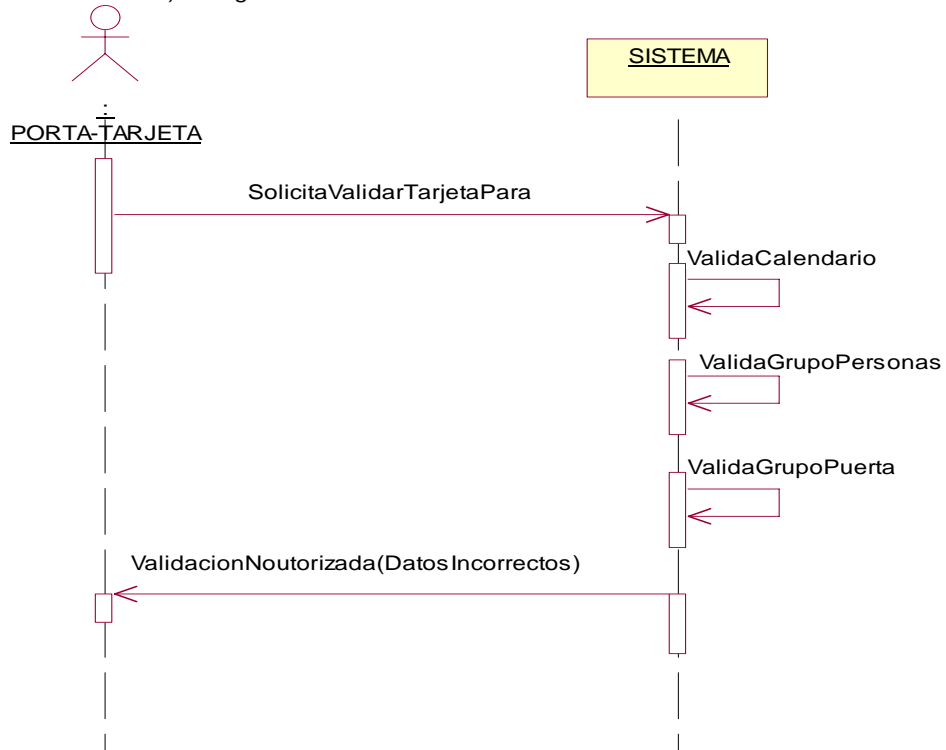 SISTEMA
:
PORTA-TARJETA
SolicitaValidarTarjetaPara
ValidaCalendario
ValidaGrupoPersonas
ValidaGrupoPuerta
ValidacionNoutorizada(DatosIncorrectos)